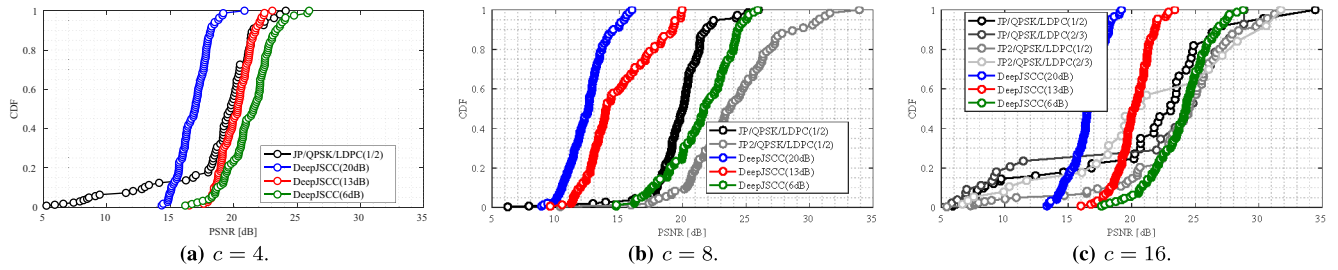 1
0.8
0.6
0.4
0.2
0
CDF
5 10 15 20 25 30 35
PSNR [dB]
JP/QPSK/LDPC(1/2)
DeepJSCC(20dB)
DeepJSCC(13dB)
DeepJSCC(6dB)
(a) c = 4.
1
0.8
0.6
0.4
0.2
0
CDF
5 10 15 20 25 30 35
PSNR [dB]
JP/QPSK/LDPC(1/2)
JP2/QPSK/LDPC(1/2)
DeepJSCC(20dB)
DeepJSCC(13dB)
DeepJSCC(6dB)
(b) c = 8.
1
0.8
0.6
0.4
0.2
0
CDF
5 10 15 20 25 30 35
PSNR [dB]
JP/QPSK/LDPC(1/2)
JP/QPSK/LDPC(2/3)
JP2/QPSK/LDPC(1/2)
JP2/QPSK/LDPC(2/3)
DeepJSCC(20dB)
DeepJSCC(13dB)
DeepJSCC(6dB)
(c) c = 16.